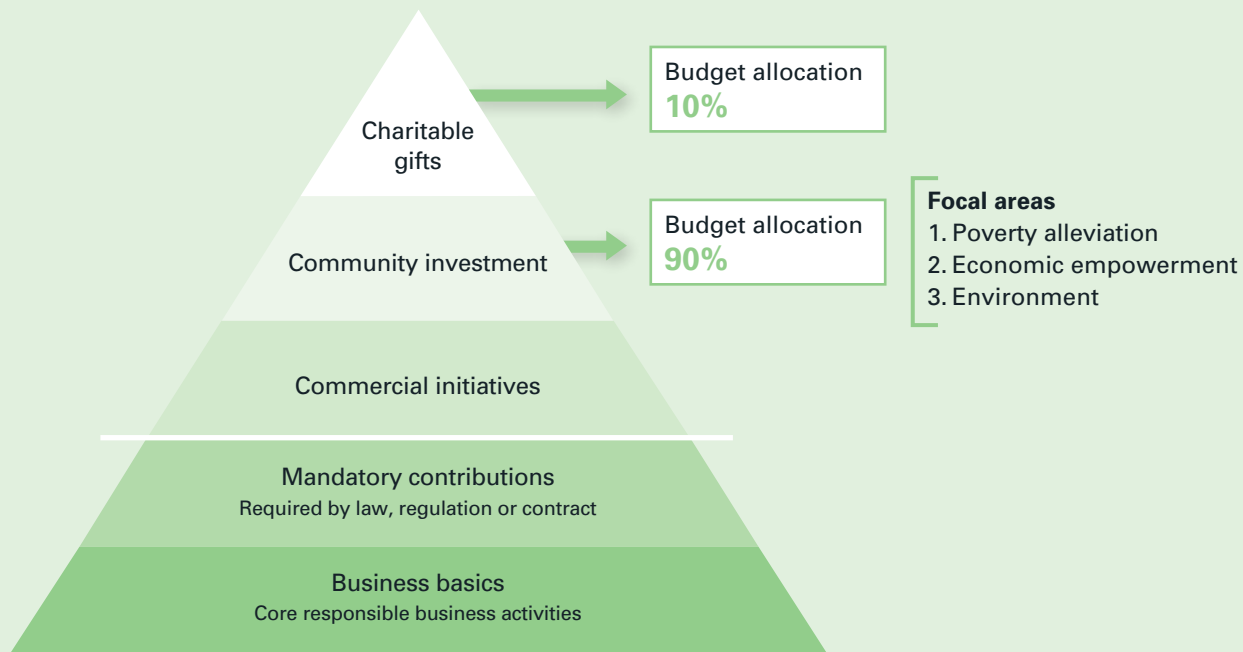 Charitable
gifts
Budget allocation
10%
Community investment
Budget allocation
90%
Focal areas
1. Poverty alleviation
2. Economic empowerment
3. Environment
Commercial initiatives
Mandatory contributions
Required by law, regulation or contract
Business basics
Core responsible business activities